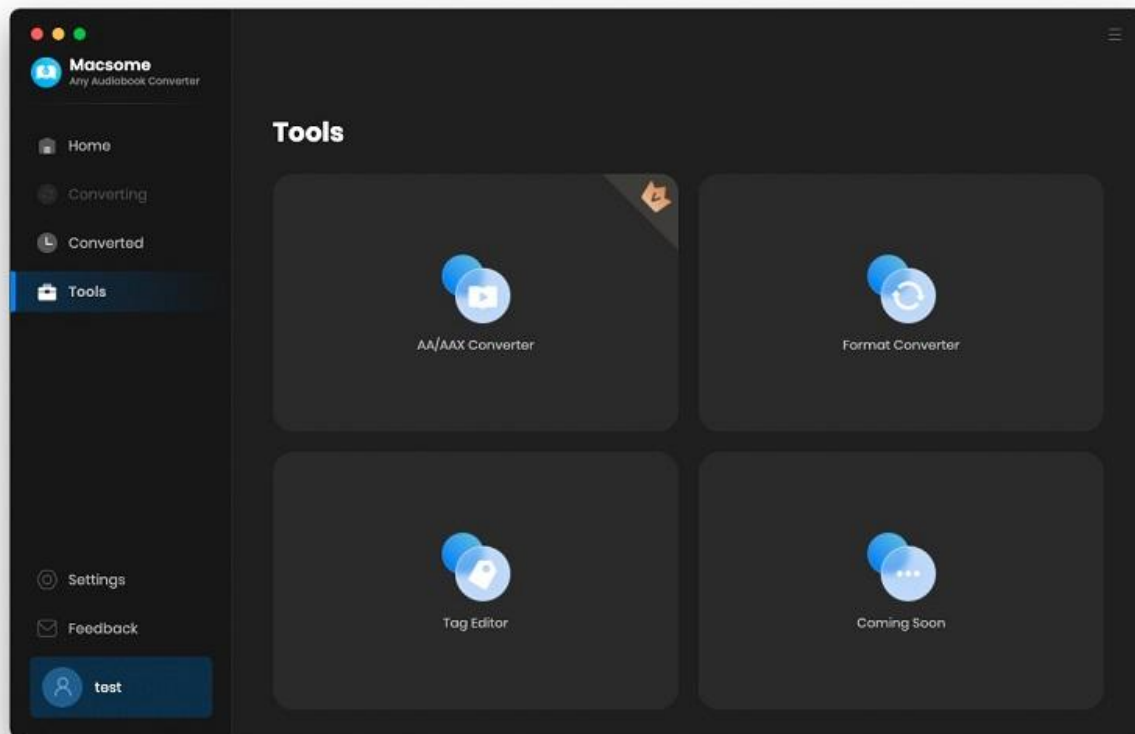 Macsome
Any Audiobook Converter
Home
Converting
Converted
Tools
Settings
Feedback
test
Tools
AA/AAX Converter
Format Converter
Tag Editor
Coming Soon